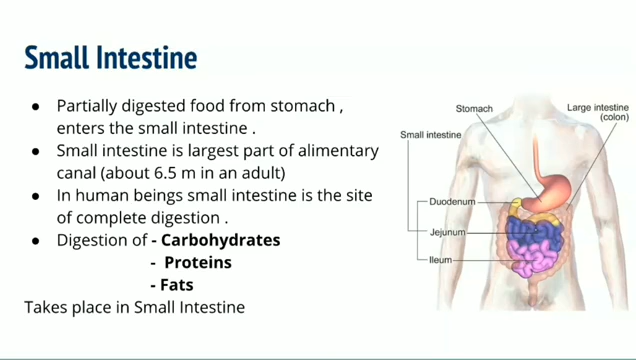 Small Intestine
● Partially digested food from stomach ,
enters the small intestine .
● Small intestine is largest part of alimentary
canal (about 6.5 m in an adult)
● In human beings small intestine is the site
of complete digestion .
● Digestion of - Carbohydrates
- Proteins
- Fats
Takes place in Small Intestine
Stomach
Large intestine
(colon)
Small intestine
Duodenum
Jejunum
Ileum